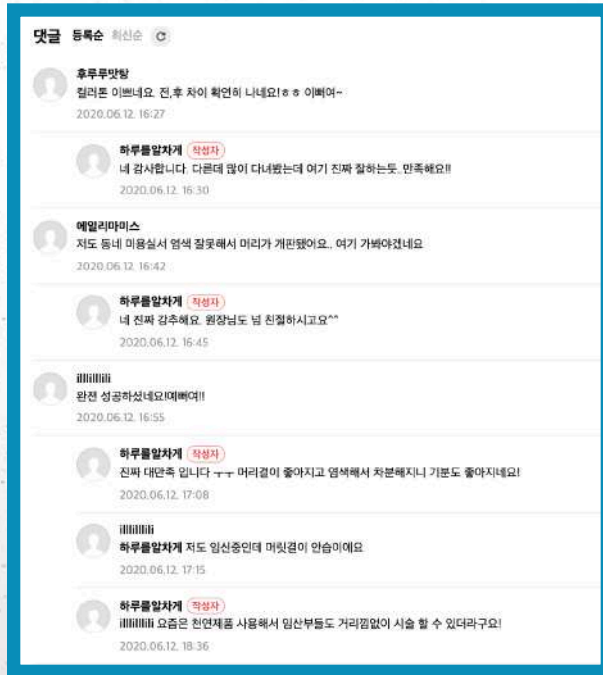 댓글 등록순 최신순
후루루맛탕
컬러톤 이쁘네요. 전,후 차이 확연히 나네요!ㅎㅎ 이뻐여~
2020.06.12. 16:27
하루를알차게 작성자
네 감사합니다. 다른데 많이 다녀봤는데 여기 진짜 잘하는듯..만족해요!!
2020.06.12. 16:30
에일리마미스
저도 동네 미용실서 염색 잘못해서 머리가 개판됐어요.. 여기 가봐야겠네요
2020.06.12. 16:42
하루를알차게 작성자
네 진짜 강추해요. 원장님도 넘 친절하시고요^^
2020.06.12. 16:45
완전 성공하셨네요!예뻐여!!
2020.06.12. 16:55
하루를알차게 작성자
진짜 대만족 입니다 ㅜㅜ 머리결이 좋아지고 염색해서 차분해지니 기분도 좋아지네요!
2020.06.12. 17:08
하루를알차게 저도 임신중인데 머릿결이 안습이에요
2020.06.12. 17:15
하루를알차게 작성자
요즘은 천연제품 사용해서 임산부들도 거리낌없이 시술 할 수 있더라구요!
2020.06.12. 18:36